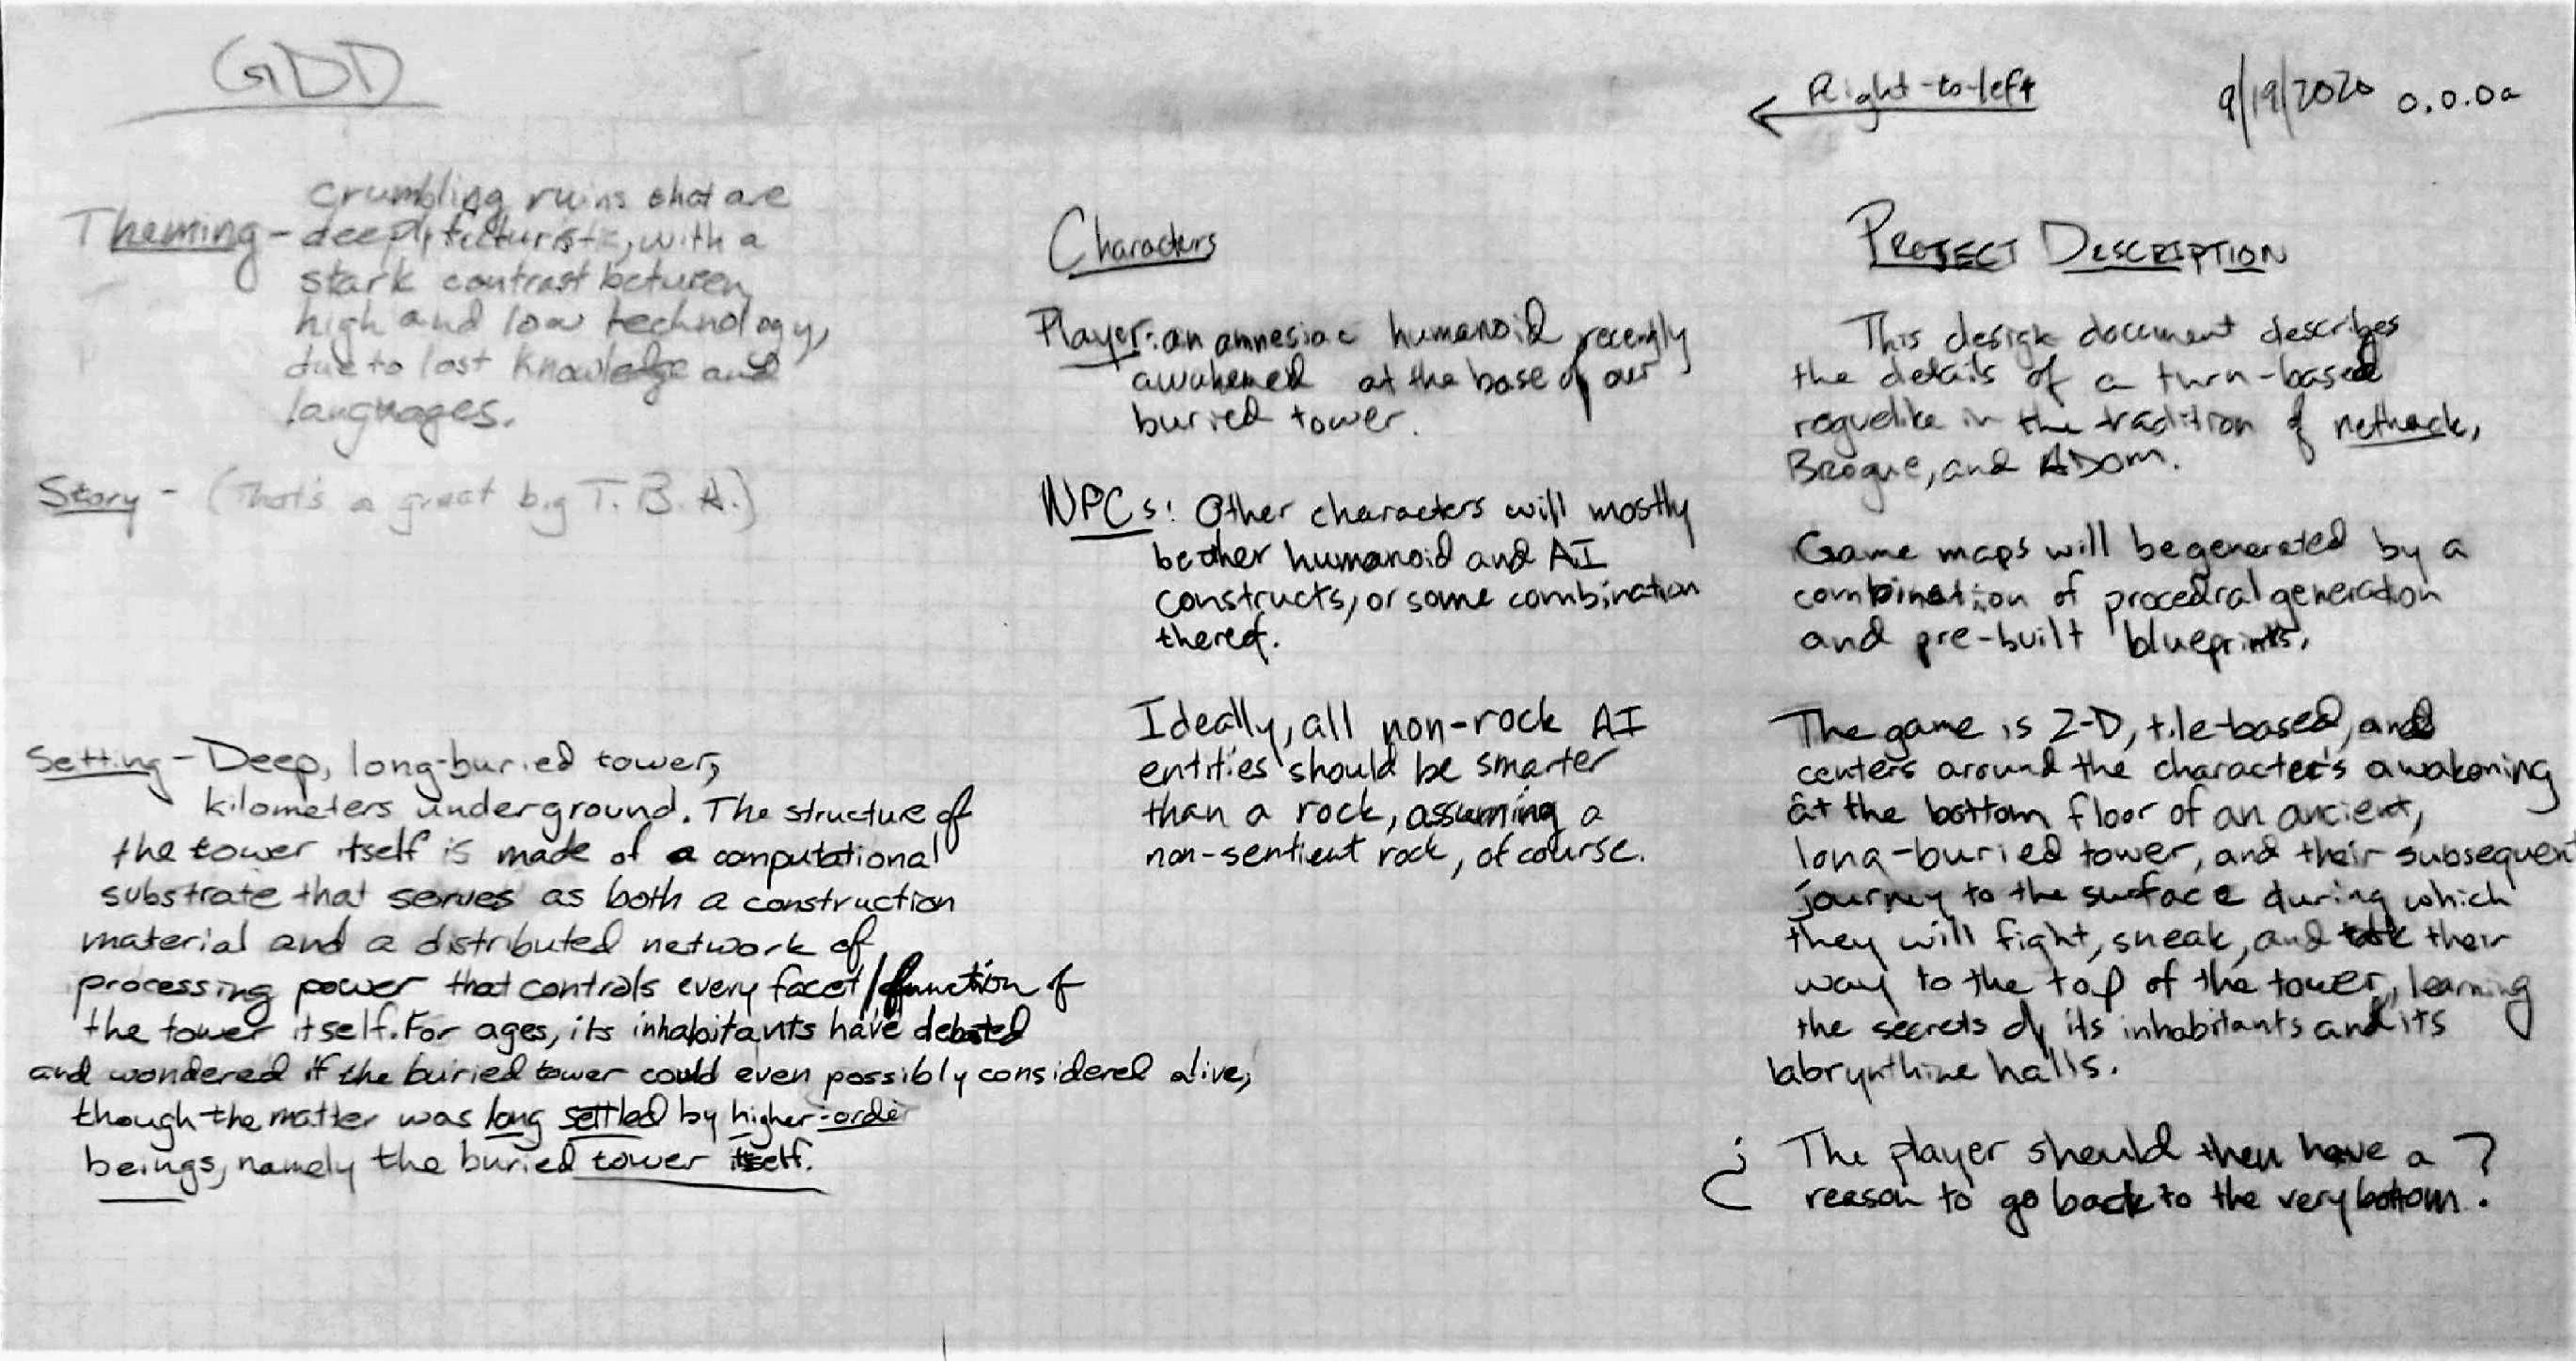 GDD
← Right-to-left
9/19/2020 0.0.0a
PROJECT DESCRIPTION
This design document describes
the details of a turn-based
roguelike in the tradition of nethack,
Brogue, and ADOM.
Game maps will be generated by a
combination of procedral generation
and pre-built blueprints.
The game is 2-D, tile-based, and
centers around the character's awakening
at the bottom floor of an ancient,
long-buried tower, and their subsequent
journey to the surface during which
they will fight, sneak, and talk their
way to the top of the tower, learning
the secrets of its inhabitants and its
labrynthine halls.
¿ The player should then have a ?
reason to go back to the very bottom.
Characters
Player: an amnesiac humanoid recently
awakened at the base of our
buried tower.
NPCs: Other characters will mostly
be other humanoid and AI
constructs, or some combination
thereof.
Ideally, all non-rock AI
entities should be smarter
than a rock, assuming a
non-sentient rock, of course.
Theming - crumbling ruins that are
deeply futuristic, with a
stark contrast between
high and low technology,
due to lost knowledge and
languages.
Story - (That's a great big T.B.A.)
Setting - Deep, long-buried tower,
kilometers underground. The structure of
the tower itself is made of a computational
substrate that serves as both a construction
material and a distributed network of
processing power that controls every facet/function of
the tower itself. For ages, its inhabitants have debated
and wondered if the buried tower could even possibly considered alive,
though the matter was long settled by higher-order
beings, namely the buried tower itself.